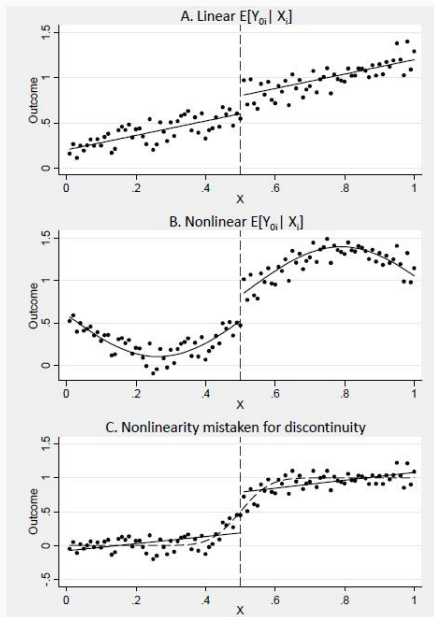 A. Linear E[Y0i| Xi]
1.5
1
.5
0
Outcome
0 .2 .4 .6 .8 1
X
B. Nonlinear E[Y0i| Xi]
1.5
1
.5
0
Outcome
0 .2 .4 .6 .8 1
X
C. Nonlinearity mistaken for discontinuity
1.5
1
.5
0
-.5
Outcome
0 .2 .4 .6 .8 1
X